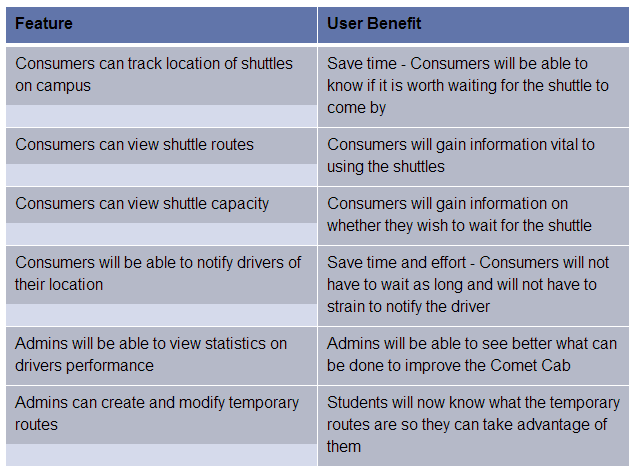 Feature
User Benefit
Consumers can track location of shuttles
on campus
Save time - Consumers will be able to
know if it is worth waiting for the shuttle to
come by
Consumers can view shuttle routes
Consumers will gain information vital to
using the shuttles
Consumers can view shuttle capacity
Consumers will gain information on
whether they wish to wait for the shuttle
Consumers will be able to notify drivers of
their location
Save time and effort - Consumers will not
have to wait as long and will not have to
strain to notify the driver
Admins will be able to view statistics on
drivers performance
Admins will be able to see better what can
be done to improve the Comet Cab
Admins can create and modify temporary
routes
Students will now know what the temporary
routes are so they can take advantage of
them